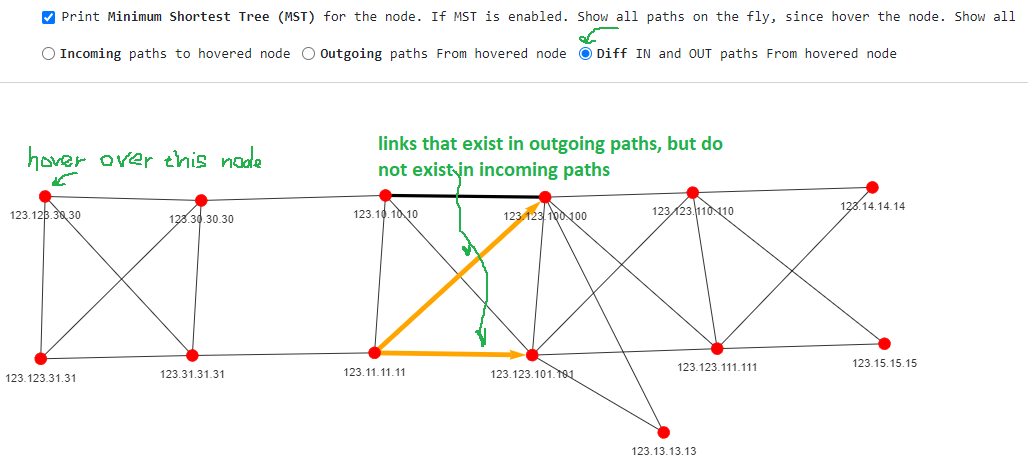 Print Minimum Shortest Tree (MST) for the node. If MST is enabled. Show all paths on the fly, since hover the node. Show all
Incoming paths to hovered node Outgoing paths From hovered node Diff IN and OUT paths From hovered node
links that exist in outgoing paths, but do
not exist in incoming paths
hover over this node
123.123.30.30
123.30.30.30
123.10.10.10
123.123.100.100
123.123.110.110
123.14.14.14
123.123.31.31
123.31.31.31
123.11.11.11
123.123.101.101
123.123.111.111
123.15.15.15
123.13.13.13